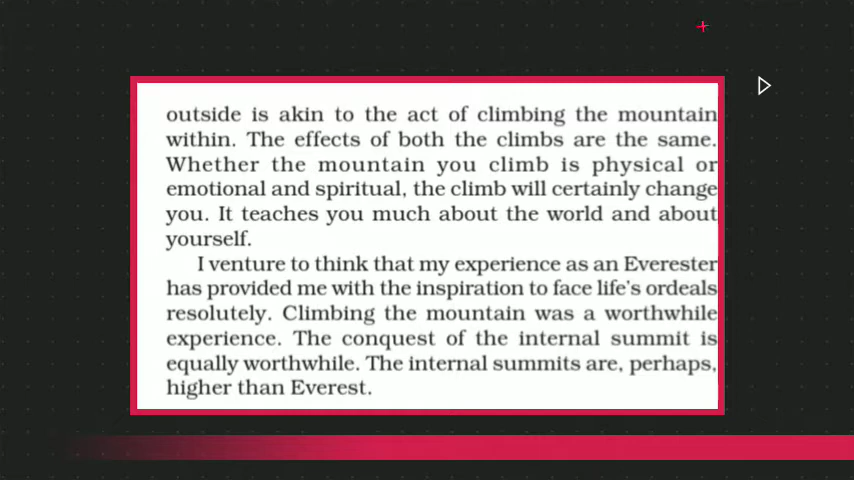 outside is akin to the act of climbing the mountain
within. The effects of both the climbs are the same.
Whether the mountain you climb is physical or
emotional and spiritual, the climb will certainly change
you. It teaches you much about the world and about
yourself.
I venture to think that my experience as an Everester
has provided me with the inspiration to face life's ordeals
resolutely. Climbing the mountain was a worthwhile
experience. The conquest of the internal summit is
equally worthwhile. The internal summits are, perhaps,
higher than Everest.